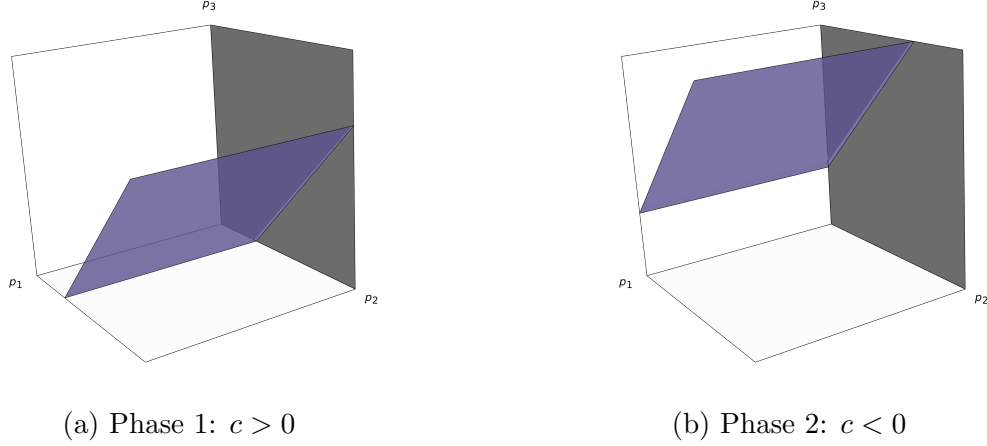 p₃
p₃
p₁
p₂
p₁
p₂
(a) Phase 1: c > 0
(b) Phase 2: c < 0